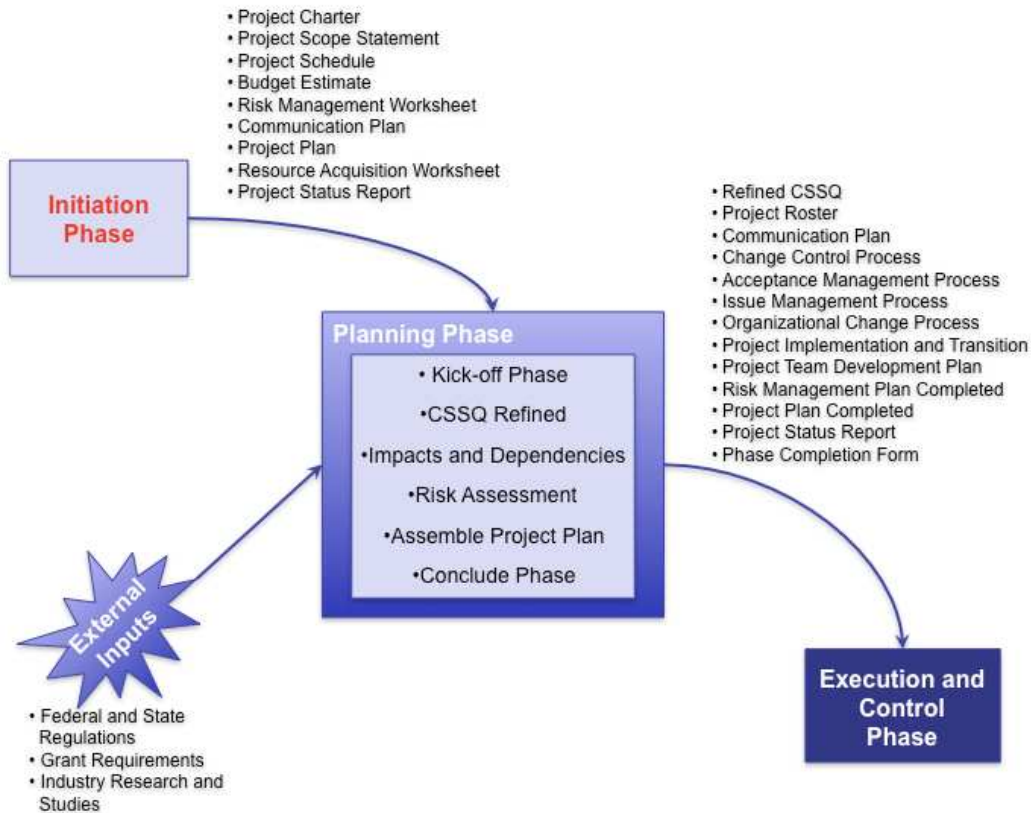 • Project Charter
• Project Scope Statement
• Project Schedule
• Budget Estimate
• Risk Management Worksheet
• Communication Plan
• Project Plan
• Resource Acquisition Worksheet
• Project Status Report
Initiation
Phase
• Refined CSSQ
• Project Roster
• Communication Plan
• Change Control Process
• Acceptance Management Process
• Issue Management Process
• Organizational Change Process
• Project Implementation and Transition
• Project Team Development Plan
• Risk Management Plan Completed
• Project Plan Completed
• Project Status Report
• Phase Completion Form
Planning Phase
• Kick-off Phase
•CSSQ Refined
•Impacts and Dependencies
•Risk Assessment
•Assemble Project Plan
•Conclude Phase
External
Inputs
• Federal and State
Regulations
• Grant Requirements
• Industry Research and
Studies
Execution and
Control
Phase